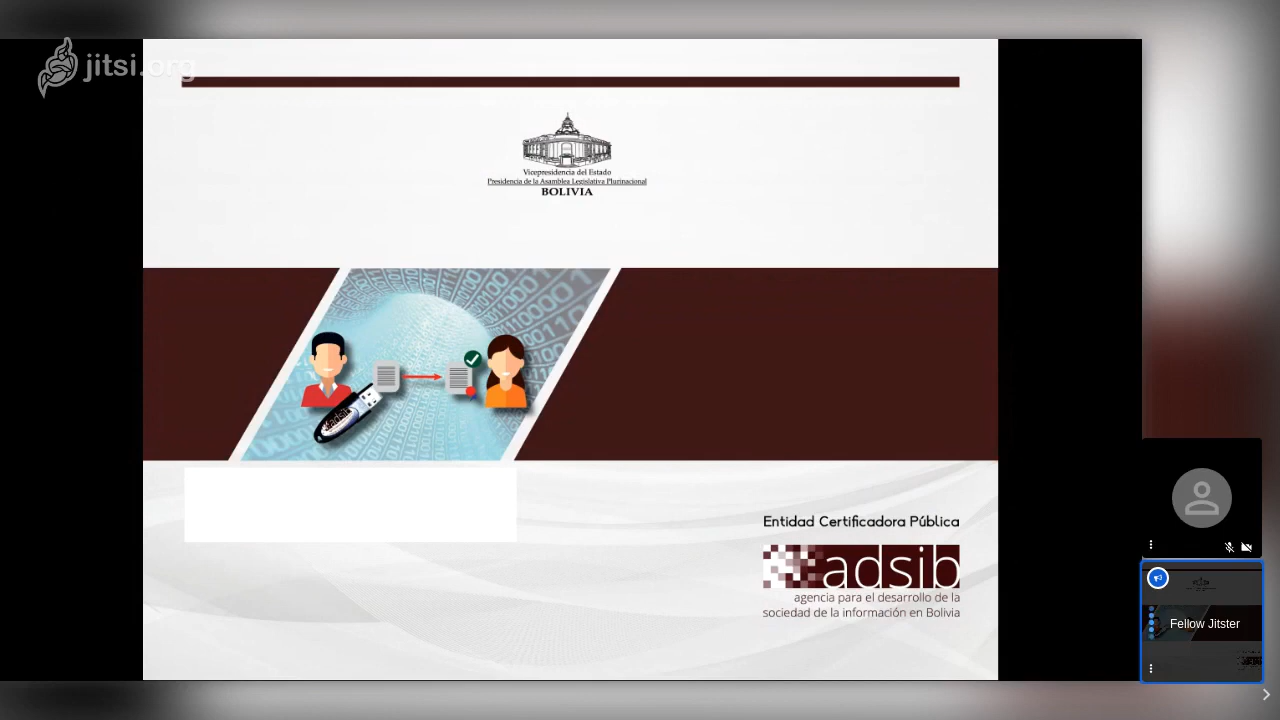 jitsi.org
Vicepresidencia del Estado
Presidencia de la Asamblea Legislativa Plurinacional
BOLIVIA
adsib
Entidad Certificadora Pública
adsib
agencia para el desarrollo de la
sociedad de la información en Bolivia
Fellow Jitster